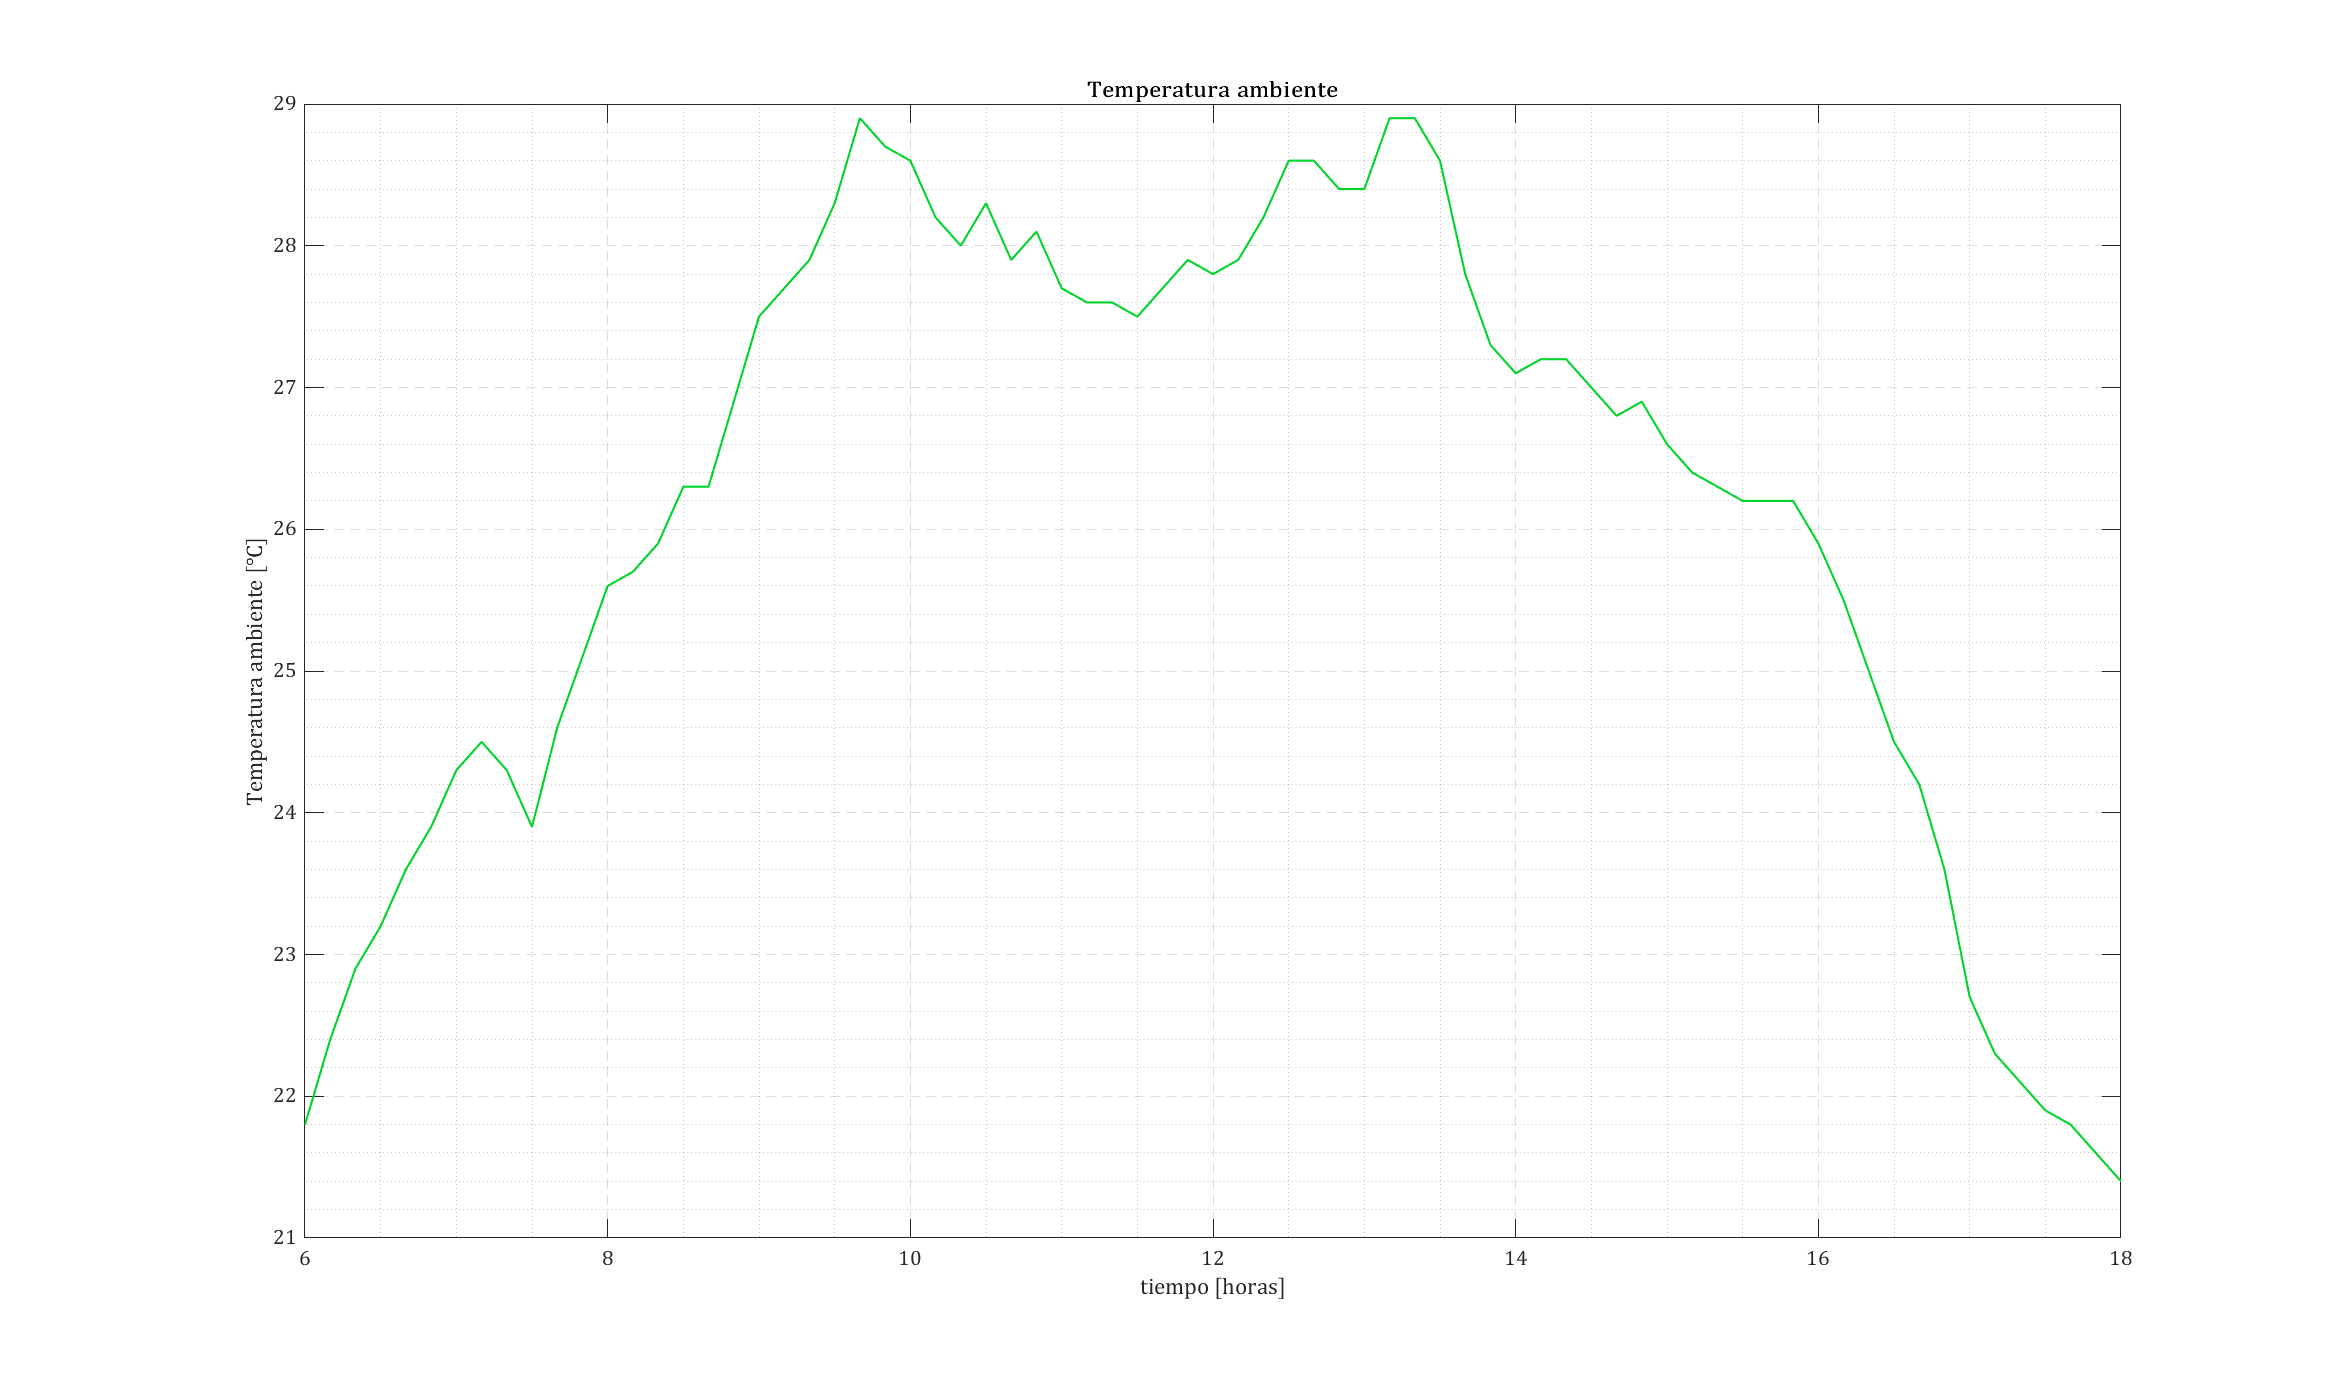 Temperatura ambiente
29
28
27
26
25
24
23
22
21
Temperatura ambiente [°C]
6 8 10 12 14 16 18
tiempo [horas]